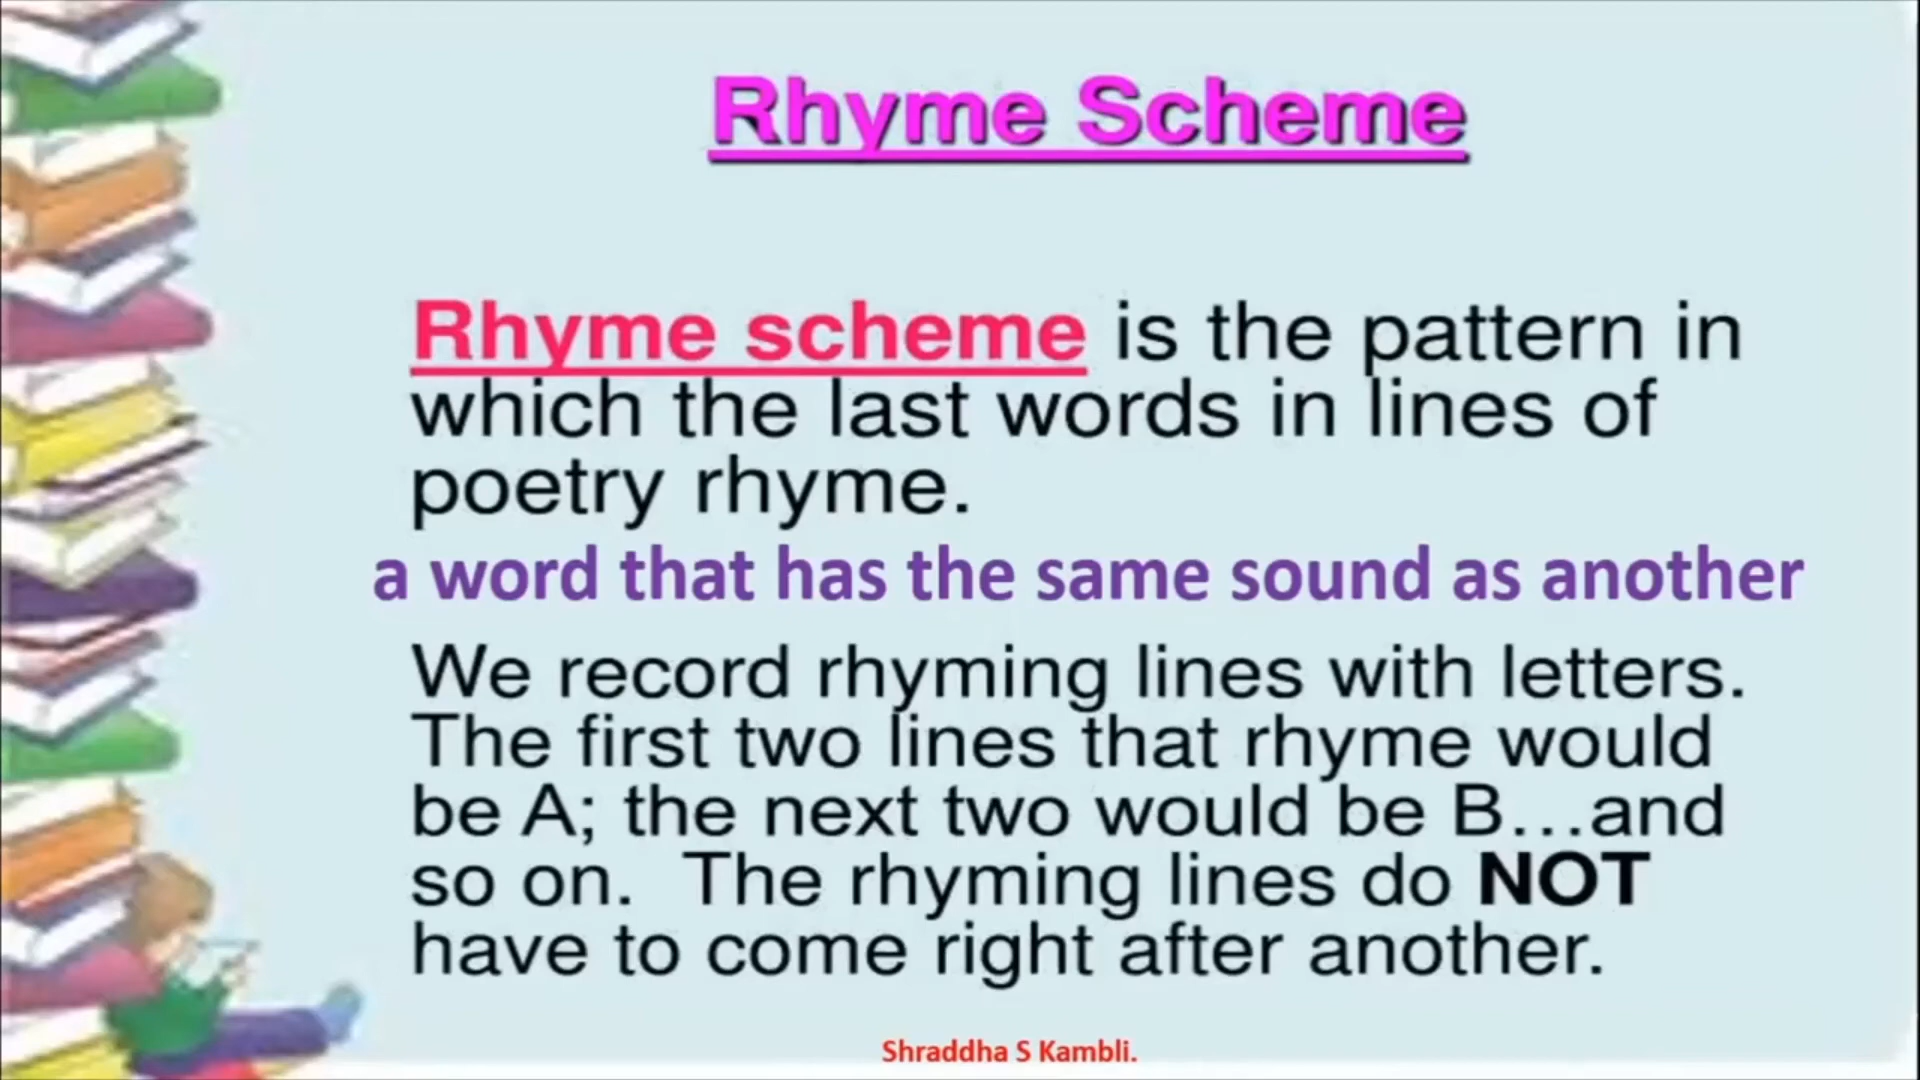 Rhyme Scheme
Rhyme scheme is the pattern in
which the last words in lines of
poetry rhyme.
a word that has the same sound as another
We record rhyming lines with letters.
The first two lines that rhyme would
be A; the next two would be B...and
so on. The rhyming lines do NOT
have to come right after another.
Shraddha S Kambli.